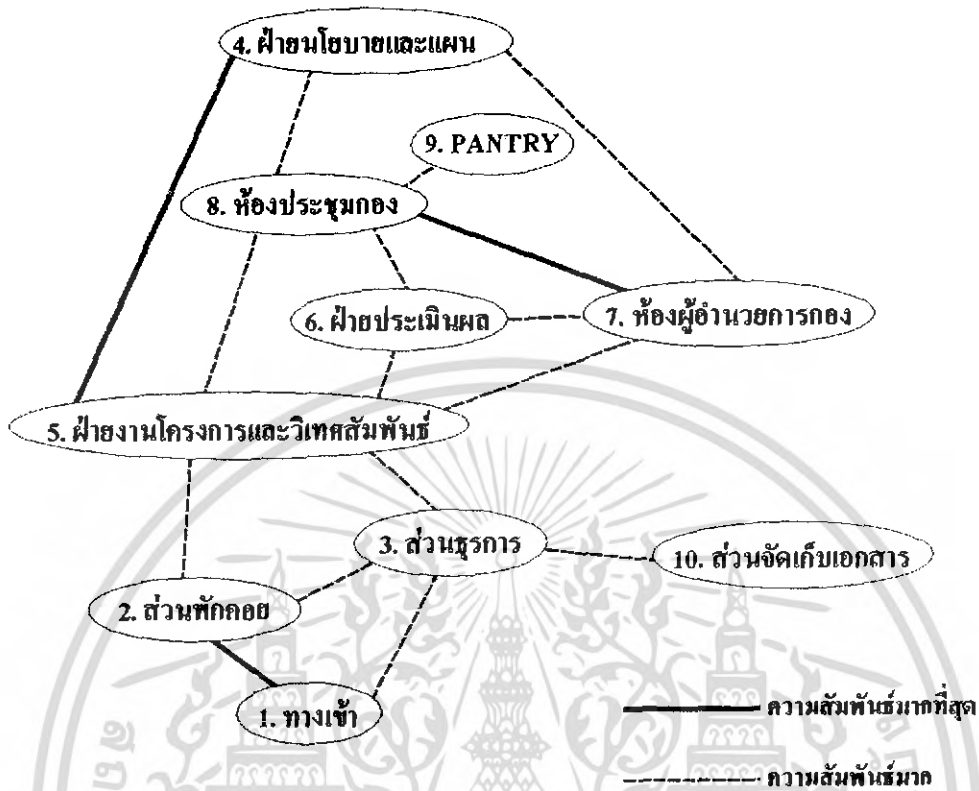 4. ฝ่ายนโยบายและแผน
9. PANTRY
8. ห้องประชุมกอง
6. ฝ่ายประเมินผล
7. ห้องผู้อำนวยการกอง
5. ฝ่ายงานโครงการและวิเทศสัมพันธ์
3. ส่วนธุรการ
10. ส่วนจัดเก็บเอกสาร
2. ส่วนพักคอย
1. ทางเข้า
ความสัมพันธ์มากที่สุด
ความสัมพันธ์มาก